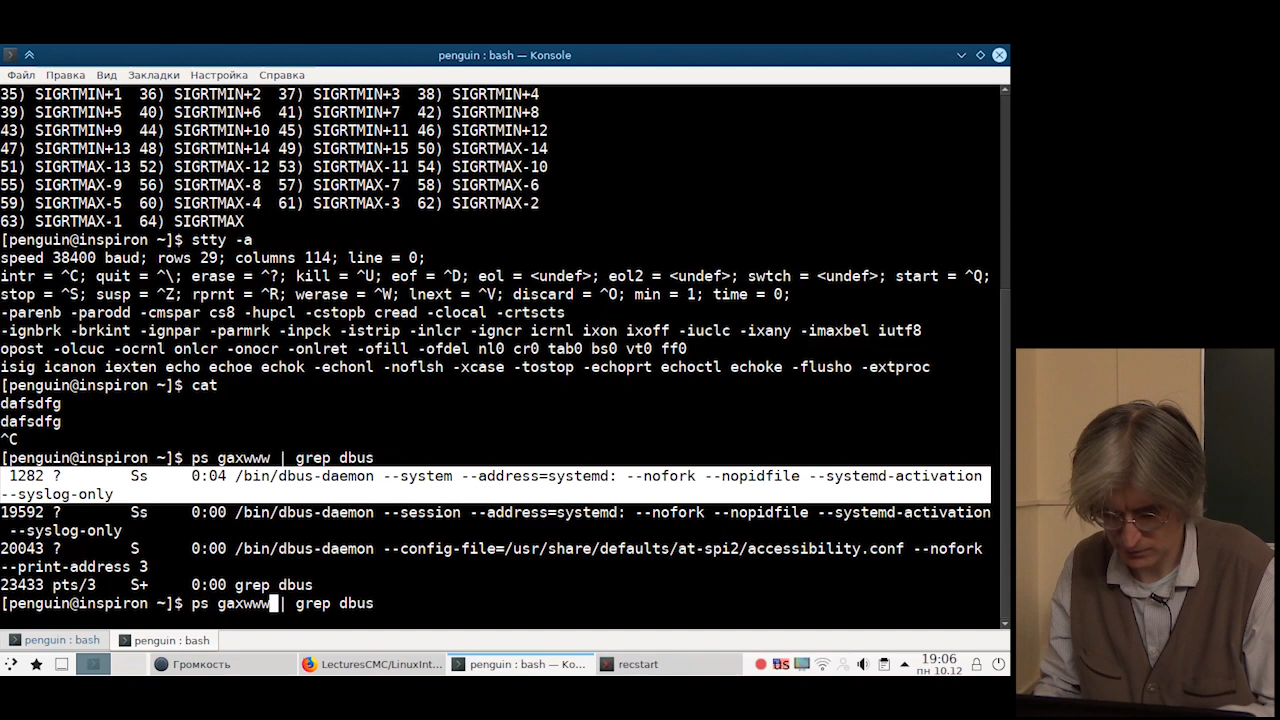 penguin : bash — Konsole
Файл Правка Вид Закладки Настройка Справка
35) SIGRTMIN+1 36) SIGRTMIN+2 37) SIGRTMIN+3 38) SIGRTMIN+4
39) SIGRTMIN+5 40) SIGRTMIN+6 41) SIGRTMIN+7 42) SIGRTMIN+8
43) SIGRTMIN+9 44) SIGRTMIN+10 45) SIGRTMIN+11 46) SIGRTMIN+12
47) SIGRTMIN+13 48) SIGRTMIN+14 49) SIGRTMIN+15 50) SIGRTMAX-14
51) SIGRTMAX-13 52) SIGRTMAX-12 53) SIGRTMAX-11 54) SIGRTMAX-10
55) SIGRTMAX-9 56) SIGRTMAX-8 57) SIGRTMAX-7 58) SIGRTMAX-6
59) SIGRTMAX-5 60) SIGRTMAX-4 61) SIGRTMAX-3 62) SIGRTMAX-2
63) SIGRTMAX-1 64) SIGRTMAX
[penguin@inspiron ~]$ stty -a
speed 38400 baud; rows 29; columns 114; line = 0;
intr = ^C; quit = ^\; erase = ^?; kill = ^U; eof = ^D; eol = <undef>; eol2 = <undef>; swtch = <undef>; start = ^Q;
stop = ^S; susp = ^Z; rprnt = ^R; werase = ^W; lnext = ^V; discard = ^O; min = 1; time = 0;
-parenb -parodd -cmspar cs8 -hupcl -cstopb cread -clocal -crtscts
-ignbrk -brkint -ignpar -parmrk -inpck -istrip -inlcr -igncr icrnl ixon ixoff -iuclc -ixany -imaxbel iutf8
opost -olcuc -ocrnl onlcr -onocr -onlret -ofill -ofdel nl0 cr0 tab0 bs0 vt0 ff0
isig icanon iexten echo echoe echok -echonl -noflsh -xcase -tostop -echoprt echoctl echoke -flusho -extproc
[penguin@inspiron ~]$ cat
dafsdfg
dafsdfg
^C
[penguin@inspiron ~]$ ps gaxwww | grep dbus
1282 ? Ss 0:04 /bin/dbus-daemon --system --address=systemd: --nofork --nopidfile --systemd-activation
--syslog-only
19592 ? Ss 0:00 /bin/dbus-daemon --session --address=systemd: --nofork --nopidfile --systemd-activation
--syslog-only
20043 ? S 0:00 /bin/dbus-daemon --config-file=/usr/share/defaults/at-spi2/accessibility.conf --nofork
--print-address 3
23433 pts/3 S+ 0:00 grep dbus
[penguin@inspiron ~]$ ps gaxwww | grep dbus
penguin : bash penguin : bash
Громкость LecturesCMC/LinuxInt... penguin : bash — Ko... recstart US 19:06
пн 10.12